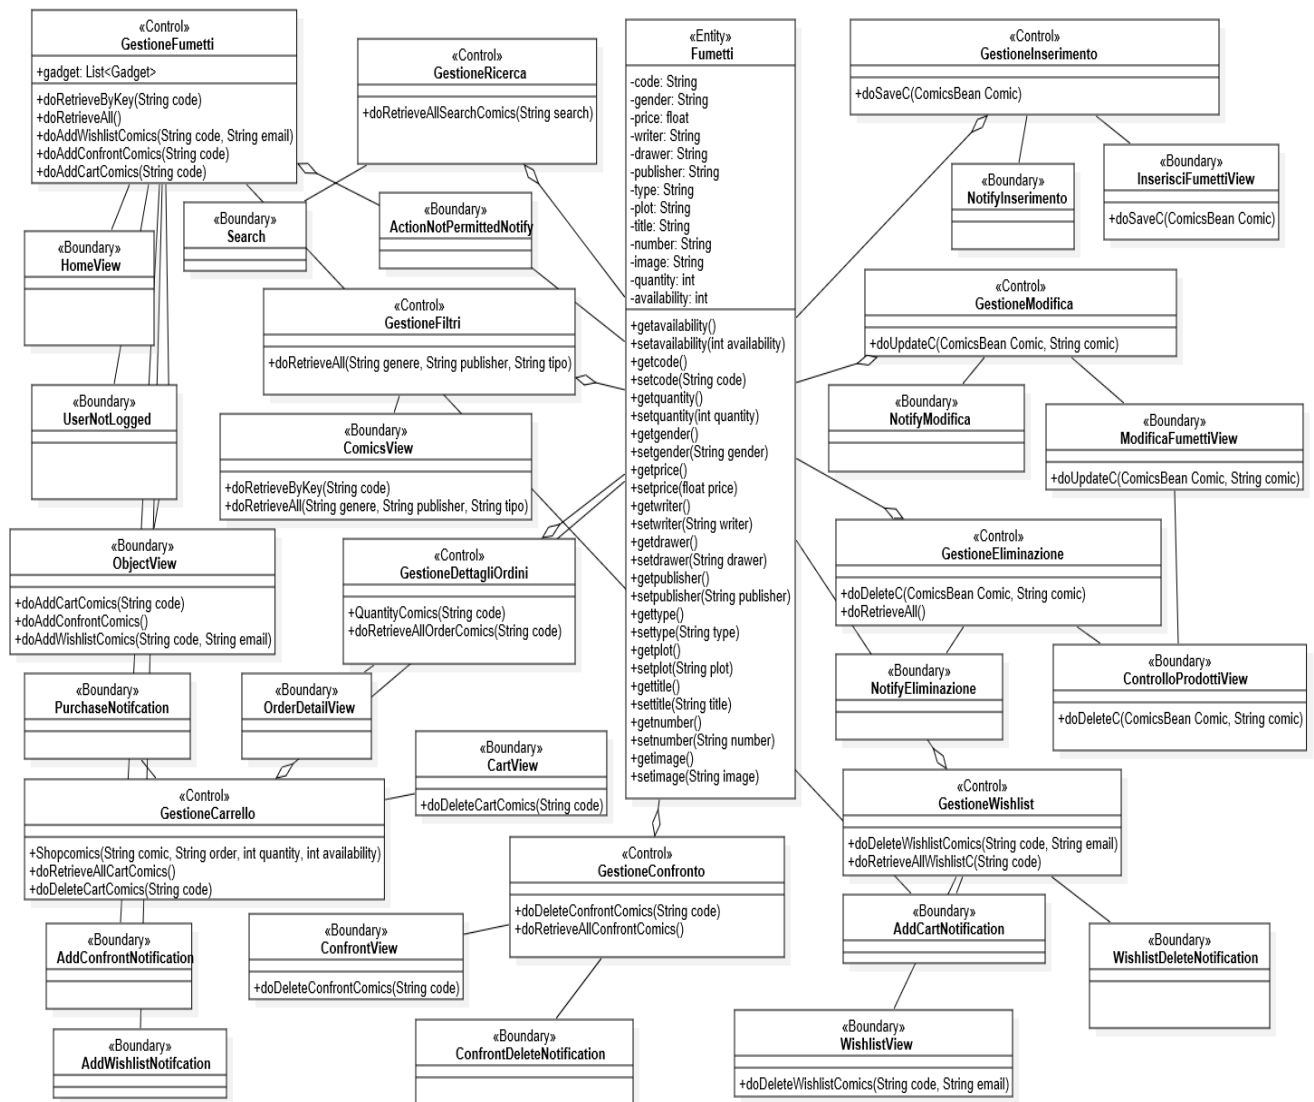 «Control»
GestioneFumetti
+gadget: List<Gadget>
+doRetrieveByKey(String code)
+doRetrieveAll()
+doAddWishlistComics(String code, String email)
+doAddConfrontComics(String code)
+doAddCartComics(String code)
«Control»
GestioneRicerca
+doRetrieveAllSearchComics(String search)
«Entity»
Fumetti
-code: String
-gender: String
-price: float
-writer: String
-drawer: String
-publisher: String
-type: String
-plot: String
-title: String
-number: String
-image: String
-quantity: int
-availability: int
+getavailability()
+setavailability(int availability)
+getcode()
+setcode(String code)
+getquantity()
+setquantity(int quantity)
+getgender()
+setgender(String gender)
+getprice()
+setprice(float price)
+getwriter()
+setwriter(String writer)
+getdrawer()
+setdrawer(String drawer)
+getpublisher()
+setpublisher(String publisher)
+gettype()
+settype(String type)
+getplot()
+setplot(String plot)
+gettitle()
+settitle(String title)
+getnumber()
+setnumber(String number)
+getimage()
+setimage(String image)
«Control»
GestioneInserimento
+doSaveC(ComicsBean Comic)
«Boundary»
NotifyInserimento
«Boundary»
InserisciFumettiView
+doSaveC(ComicsBean Comic)
«Boundary»
Search
«Boundary»
ActionNotPermittedNotify
«Boundary»
HomeView
«Control»
GestioneFiltri
+doRetrieveAll(String genere, String publisher, String tipo)
«Control»
GestioneModifica
+doUpdateC(ComicsBean Comic, String comic)
«Boundary»
UserNotLogged
«Boundary»
ComicsView
+doRetrieveByKey(String code)
+doRetrieveAll(String genere, String publisher, String tipo)
«Boundary»
NotifyModifica
«Boundary»
ModificaFumettiView
+doUpdateC(ComicsBean Comic, String comic)
«Boundary»
ObjectView
+doAddCartComics(String code)
+doAddConfrontComics()
+doAddWishlistComics(String code, String email)
«Control»
GestioneDettagliOrdini
+QuantityComics(String code)
+doRetrieveAllOrderComics(String code)
«Control»
GestioneEliminazione
+doDeleteC(ComicsBean Comic, String comic)
+doRetrieveAll()
«Boundary»
NotifyEliminazione
«Boundary»
ControlloProdottiView
+doDeleteC(ComicsBean Comic, String comic)
«Boundary»
PurchaseNotifcation
«Boundary»
OrderDetailView
«Boundary»
CartView
+doDeleteCartComics(String code)
«Control»
GestioneCarrello
+Shopcomics(String comic, String order, int quantity, int availability)
+doRetrieveAllCartComics()
+doDeleteCartComics(String code)
«Control»
GestioneConfronto
+doDeleteConfrontComics(String code)
+doRetrieveAllConfrontComics()
«Control»
GestioneWishlist
+doDeleteWishlistComics(String code, String email)
+doRetrieveAllWishlistC(String code)
«Boundary»
AddConfrontNotification
«Boundary»
ConfrontView
+doDeleteConfrontComics(String code)
«Boundary»
AddCartNotification
«Boundary»
WishlistDeleteNotification
«Boundary»
AddWishlistNotifcation
«Boundary»
ConfrontDeleteNotification
«Boundary»
WishlistView
+doDeleteWishlistComics(String code, String email)